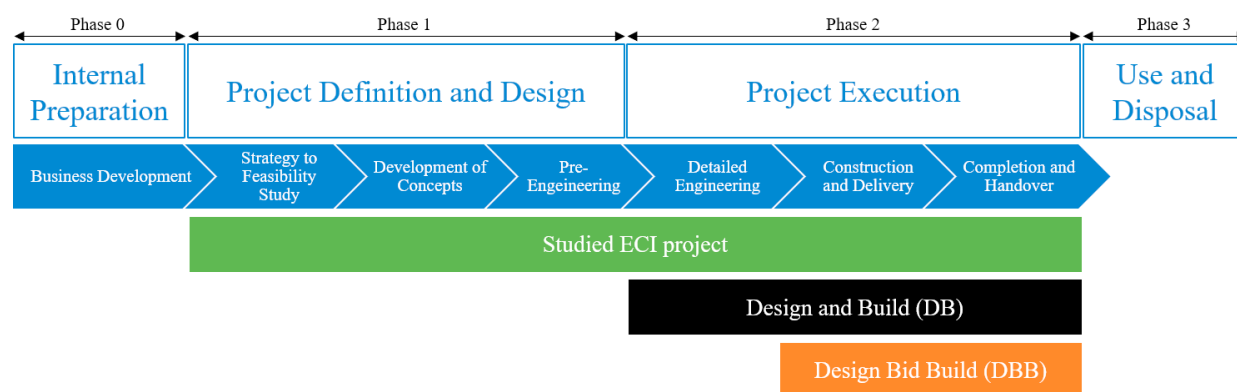 Phase 0
Phase 1
Phase 2
Phase 3
Internal
Preparation
Project Definition and Design
Project Execution
Use and
Disposal
Business Development
Strategy to
Feasibility
Study
Development of
Concepts
Pre-
Engeineering
Detailed
Engineering
Construction
and Delivery
Completion and
Handover
Studied ECI project
Design and Build (DB)
Design Bid Build (DBB)